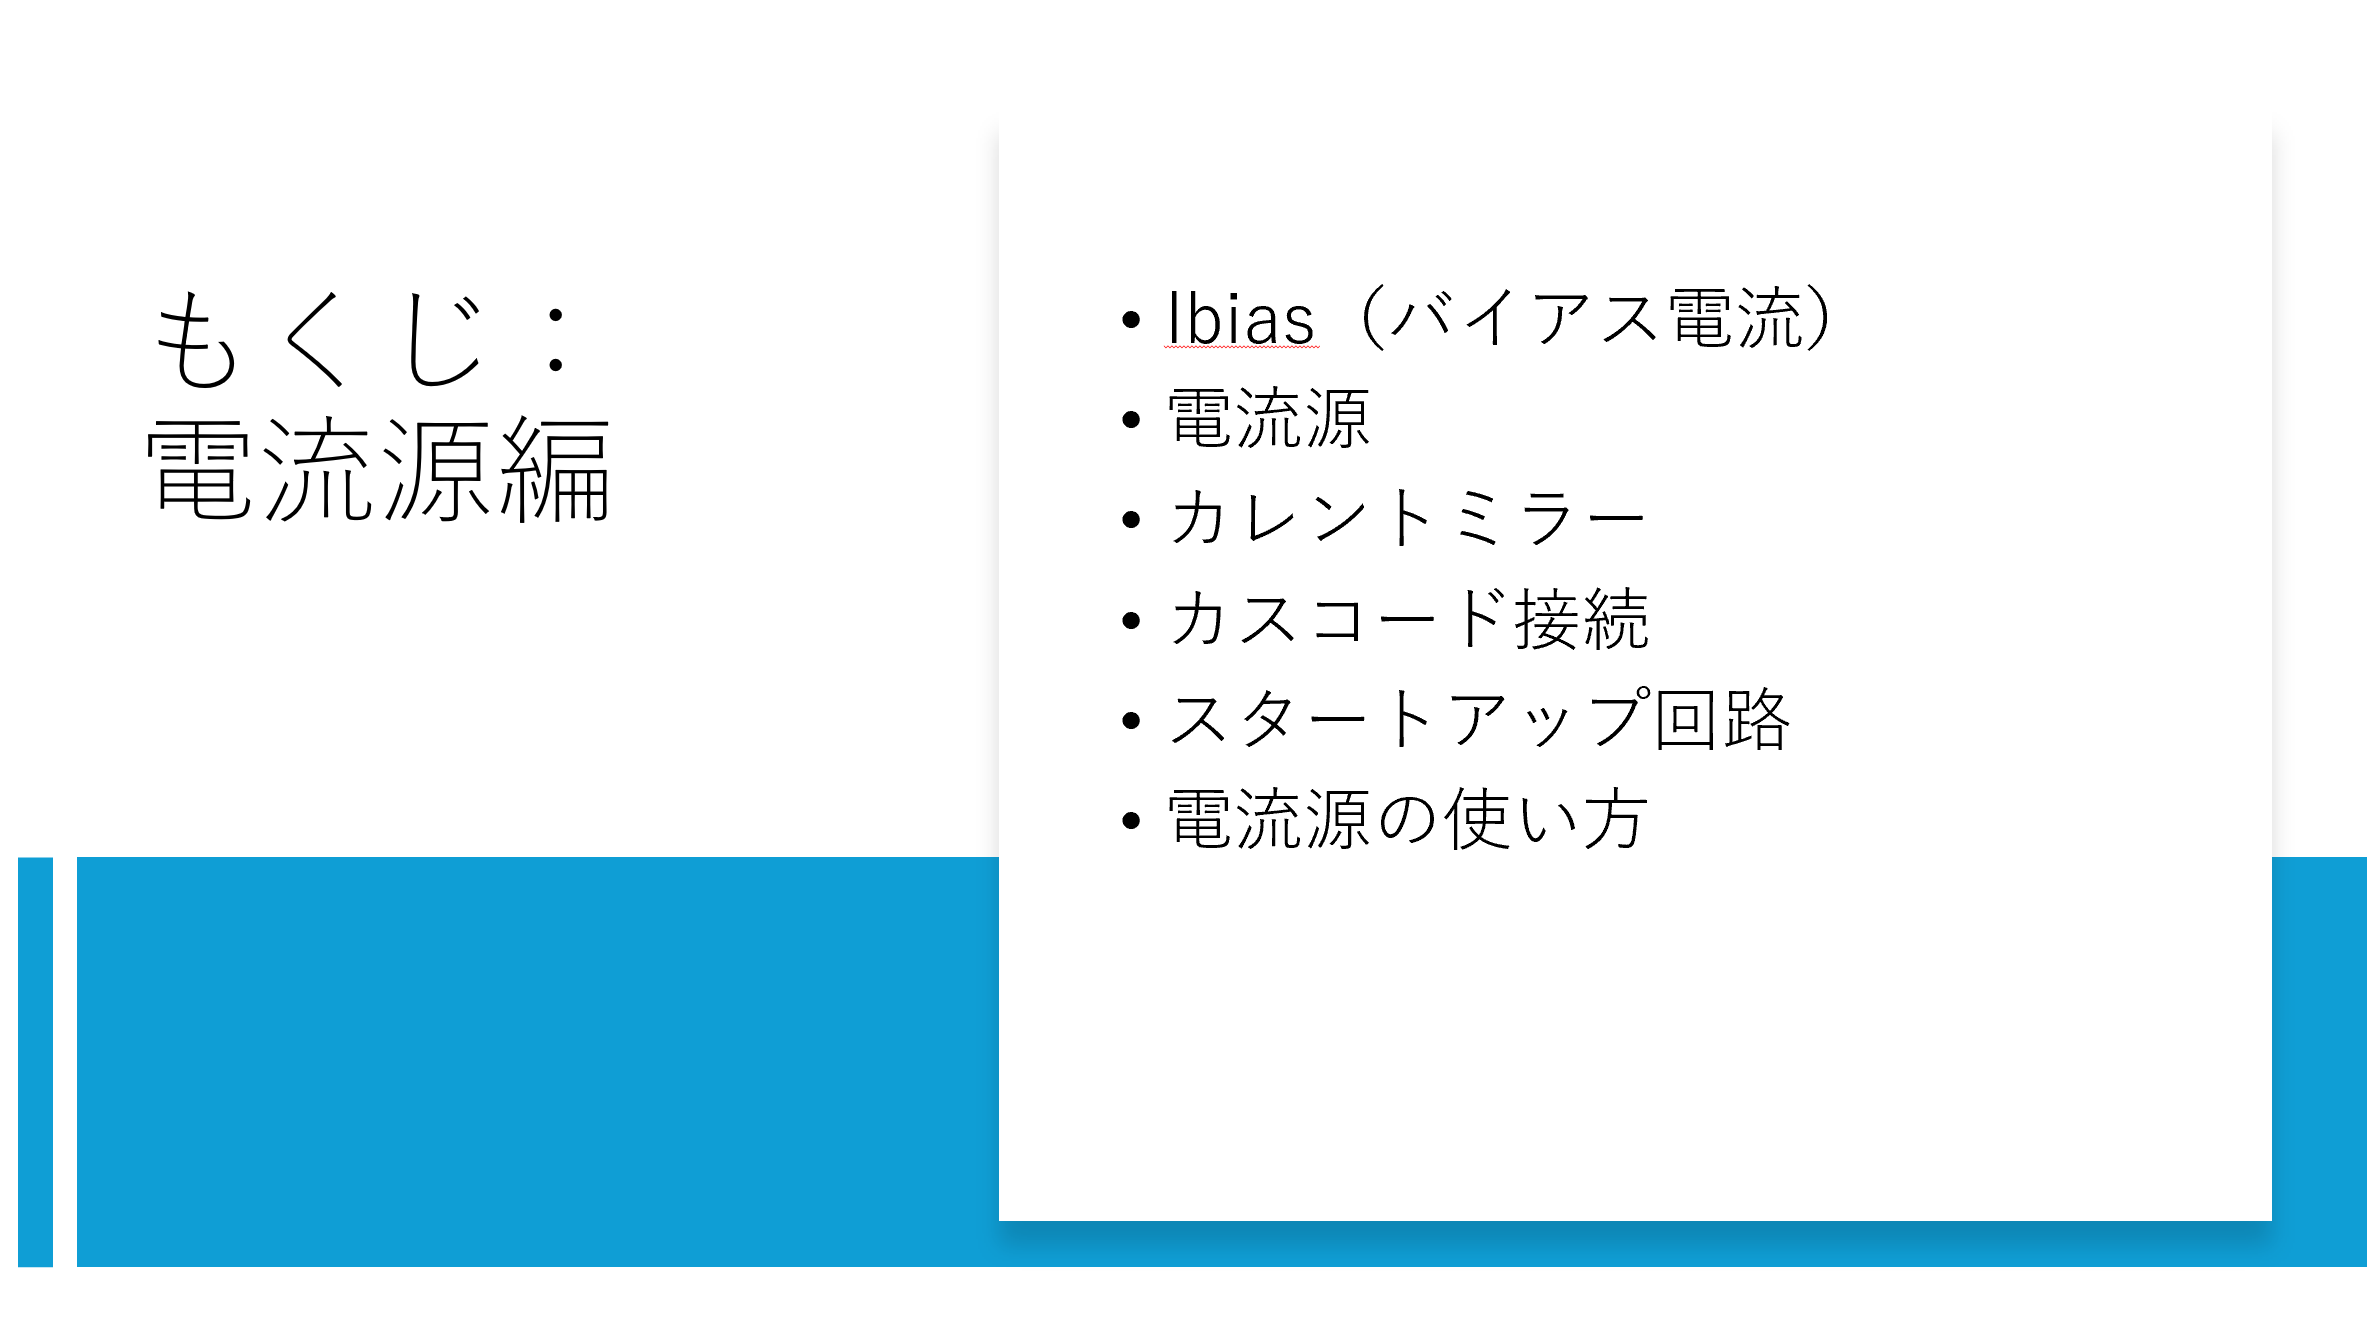 もくじ：
電流源編
• Ibias（バイアス電流）
• 電流源
• カレントミラー
• カスコード接続
• スタートアップ回路
• 電流源の使い方